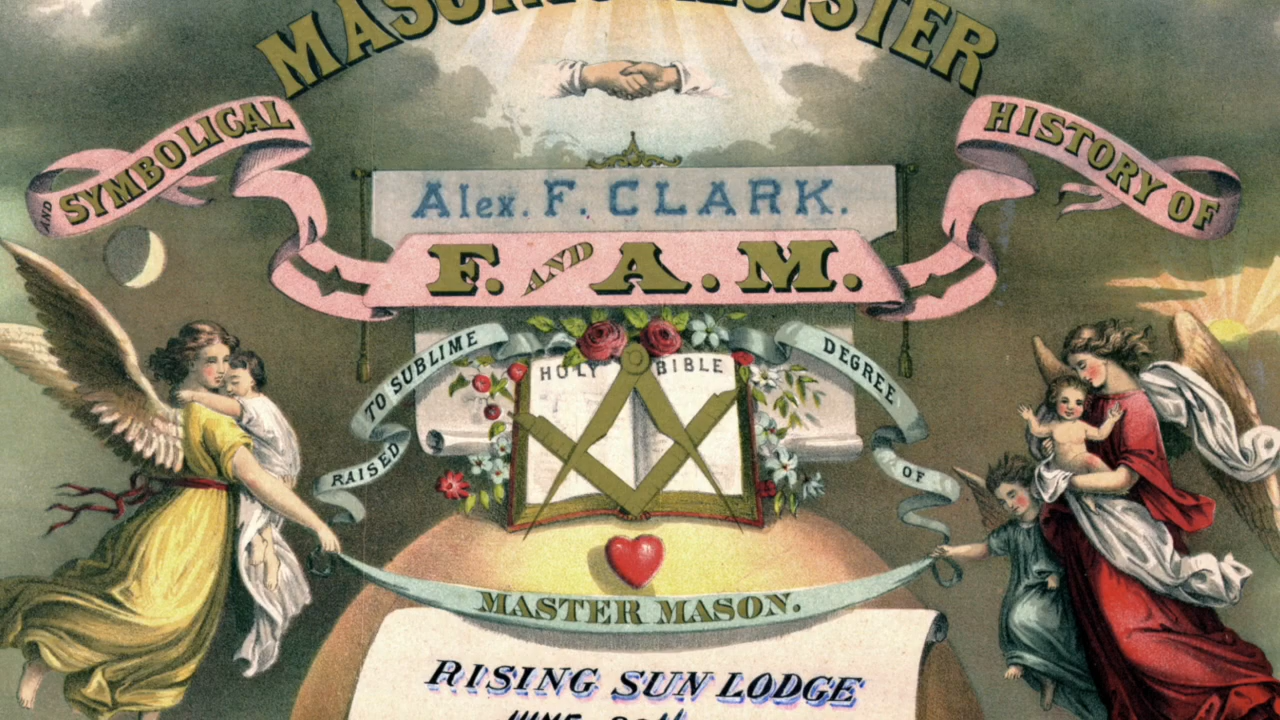 MASONIC REGISTER
AND SYMBOLICAL
HISTORY OF
Alex. F. CLARK.
F. AND A. M.
HOLY BIBLE
RAISED TO SUBLIME
DEGREE OF
MASTER MASON.
RISING SUN LODGE
JUNE